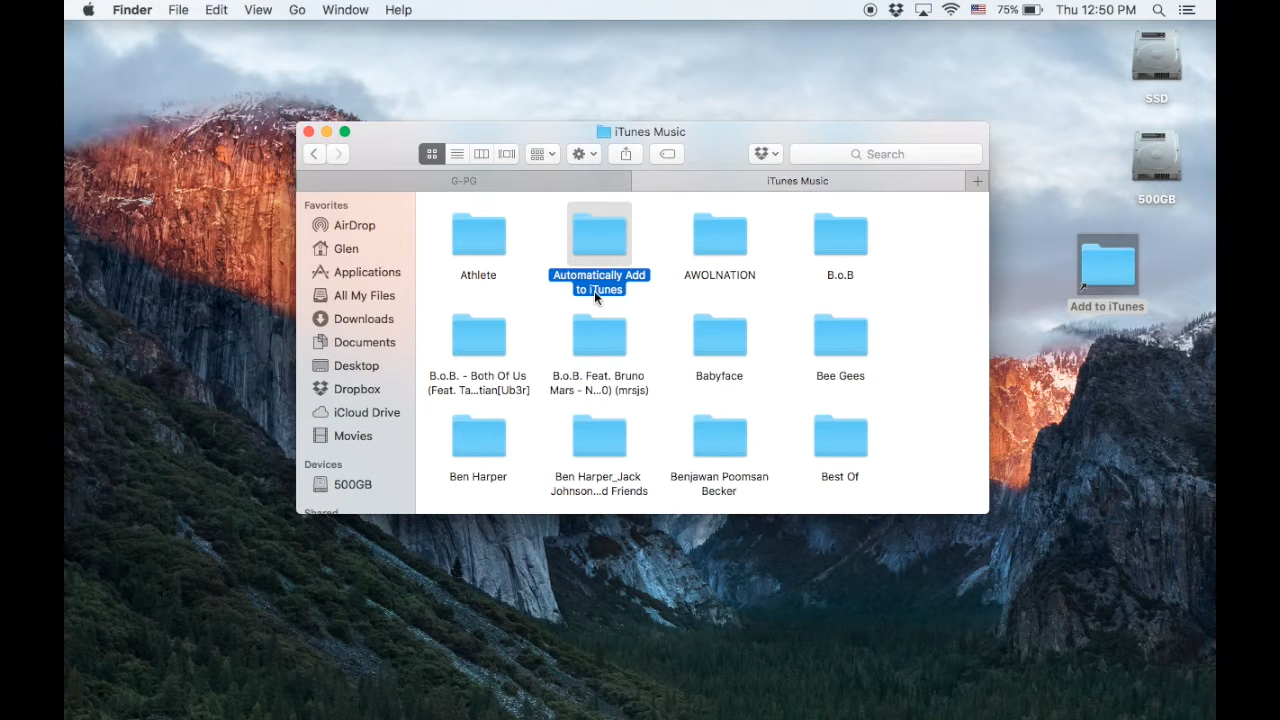 Finder File Edit View Go Window Help 75% Thu 12:50 PM
SSD
500GB
Add to iTunes
iTunes Music
Search
G-PG iTunes Music
Favorites
AirDrop
Glen
Applications
All My Files
Downloads
Documents
Desktop
Dropbox
iCloud Drive
Movies
Devices
500GB
Shared
Athlete
Automatically Add
to iTunes
AWOLNATION
B.o.B
B.o.B. - Both Of Us
(Feat. Ta...tian[Ub3r]
B.o.B. Feat. Bruno
Mars - N...0) (mrsjs)
Babyface
Bee Gees
Ben Harper
Ben Harper_Jack
Johnson...d Friends
Benjawan Poomsan
Becker
Best Of